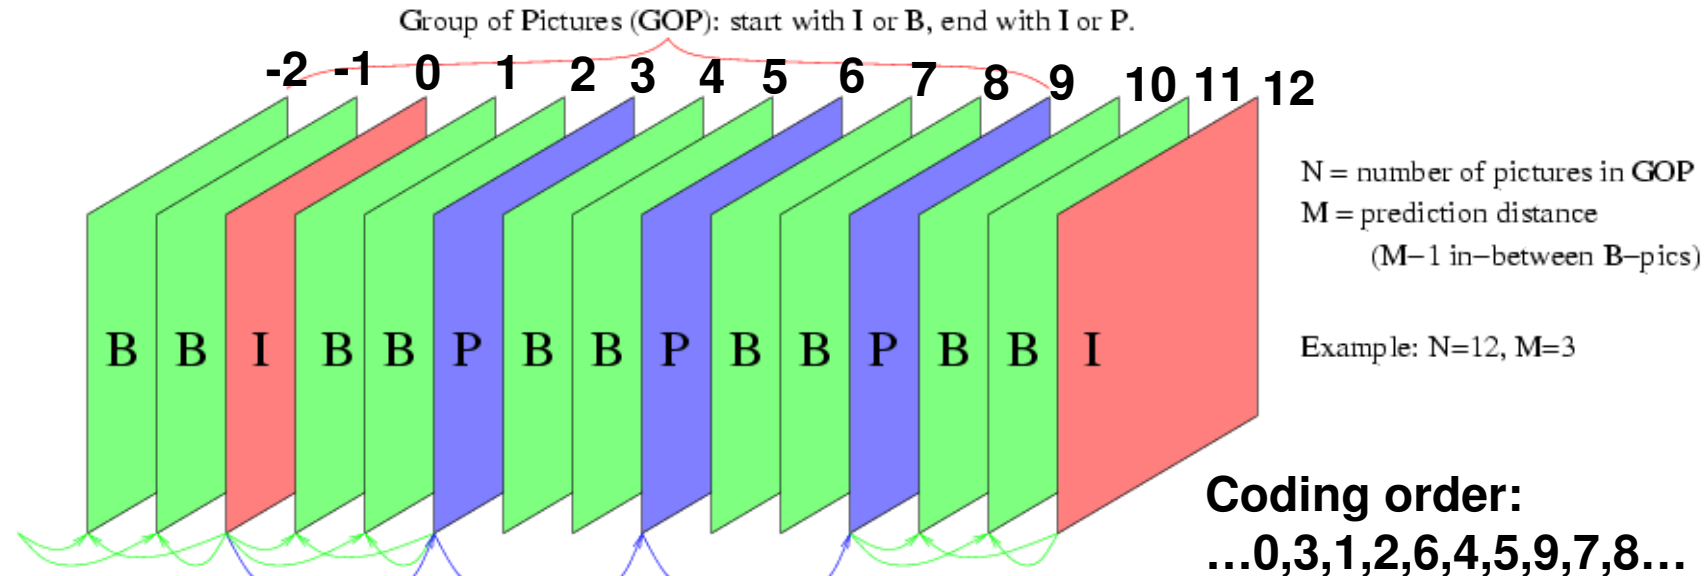 Group of Pictures (GOP): start with I or B, end with I or P.
-2 -1 0 1 2 3 4 5 6 7 8 9 10 11 12
N = number of pictures in GOP
M = prediction distance
(M−1 in−between B−pics)
B B I B B P B B P B B P B B I
Example: N=12, M=3
Coding order:
...0,3,1,2,6,4,5,9,7,8...